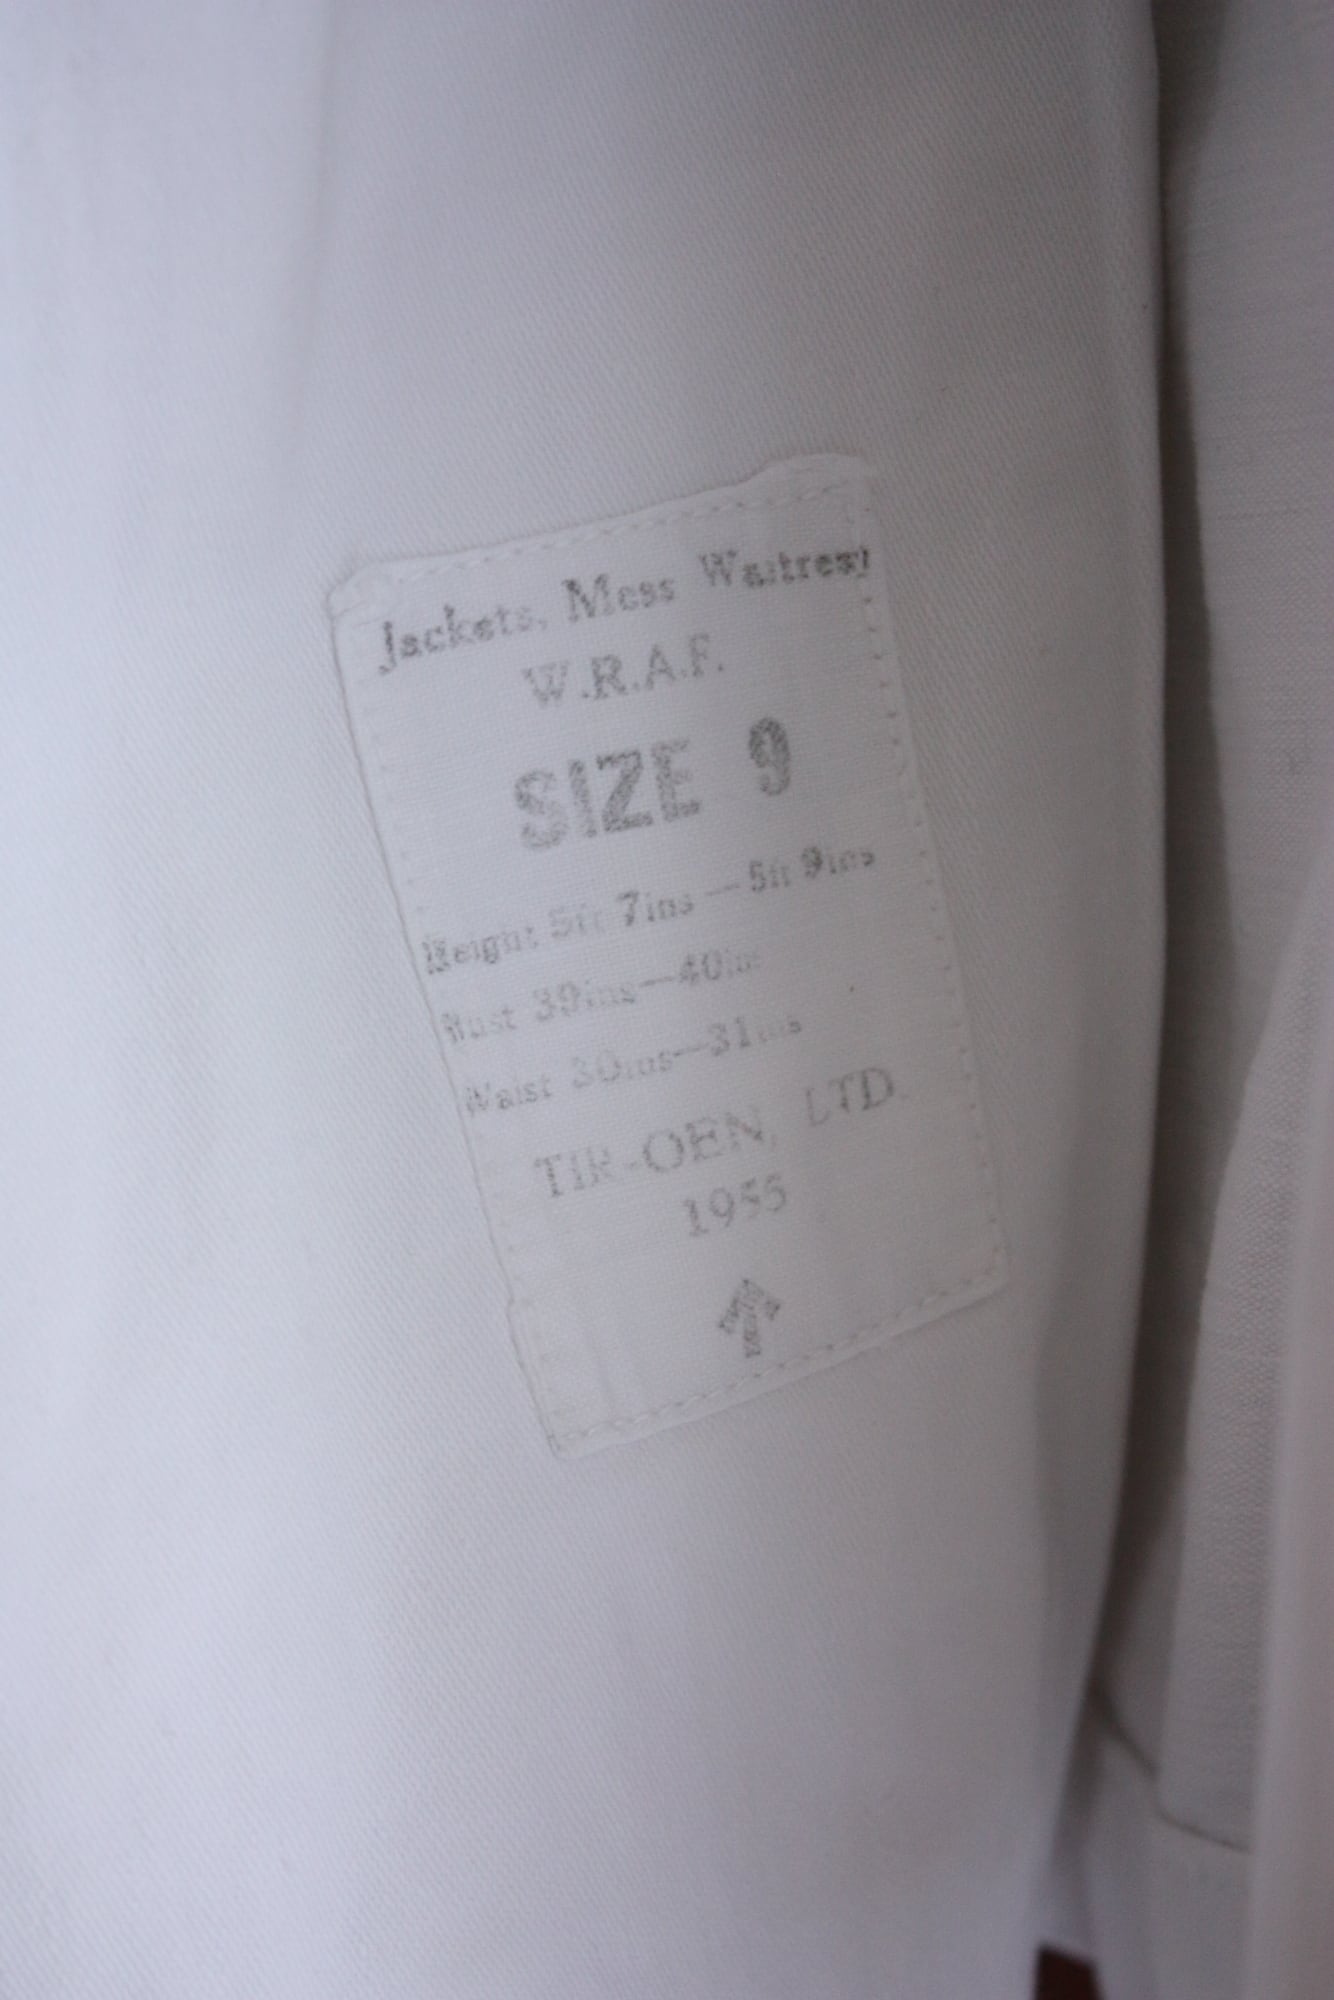 Jackets, Mess Waitress
W.R.A.F.
SIZE 9
Height 5ft 7ins — 5ft 9ins
Bust 39ins — 40ins
Waist 30ins — 31ins
TIR-OEN, LTD.
1955